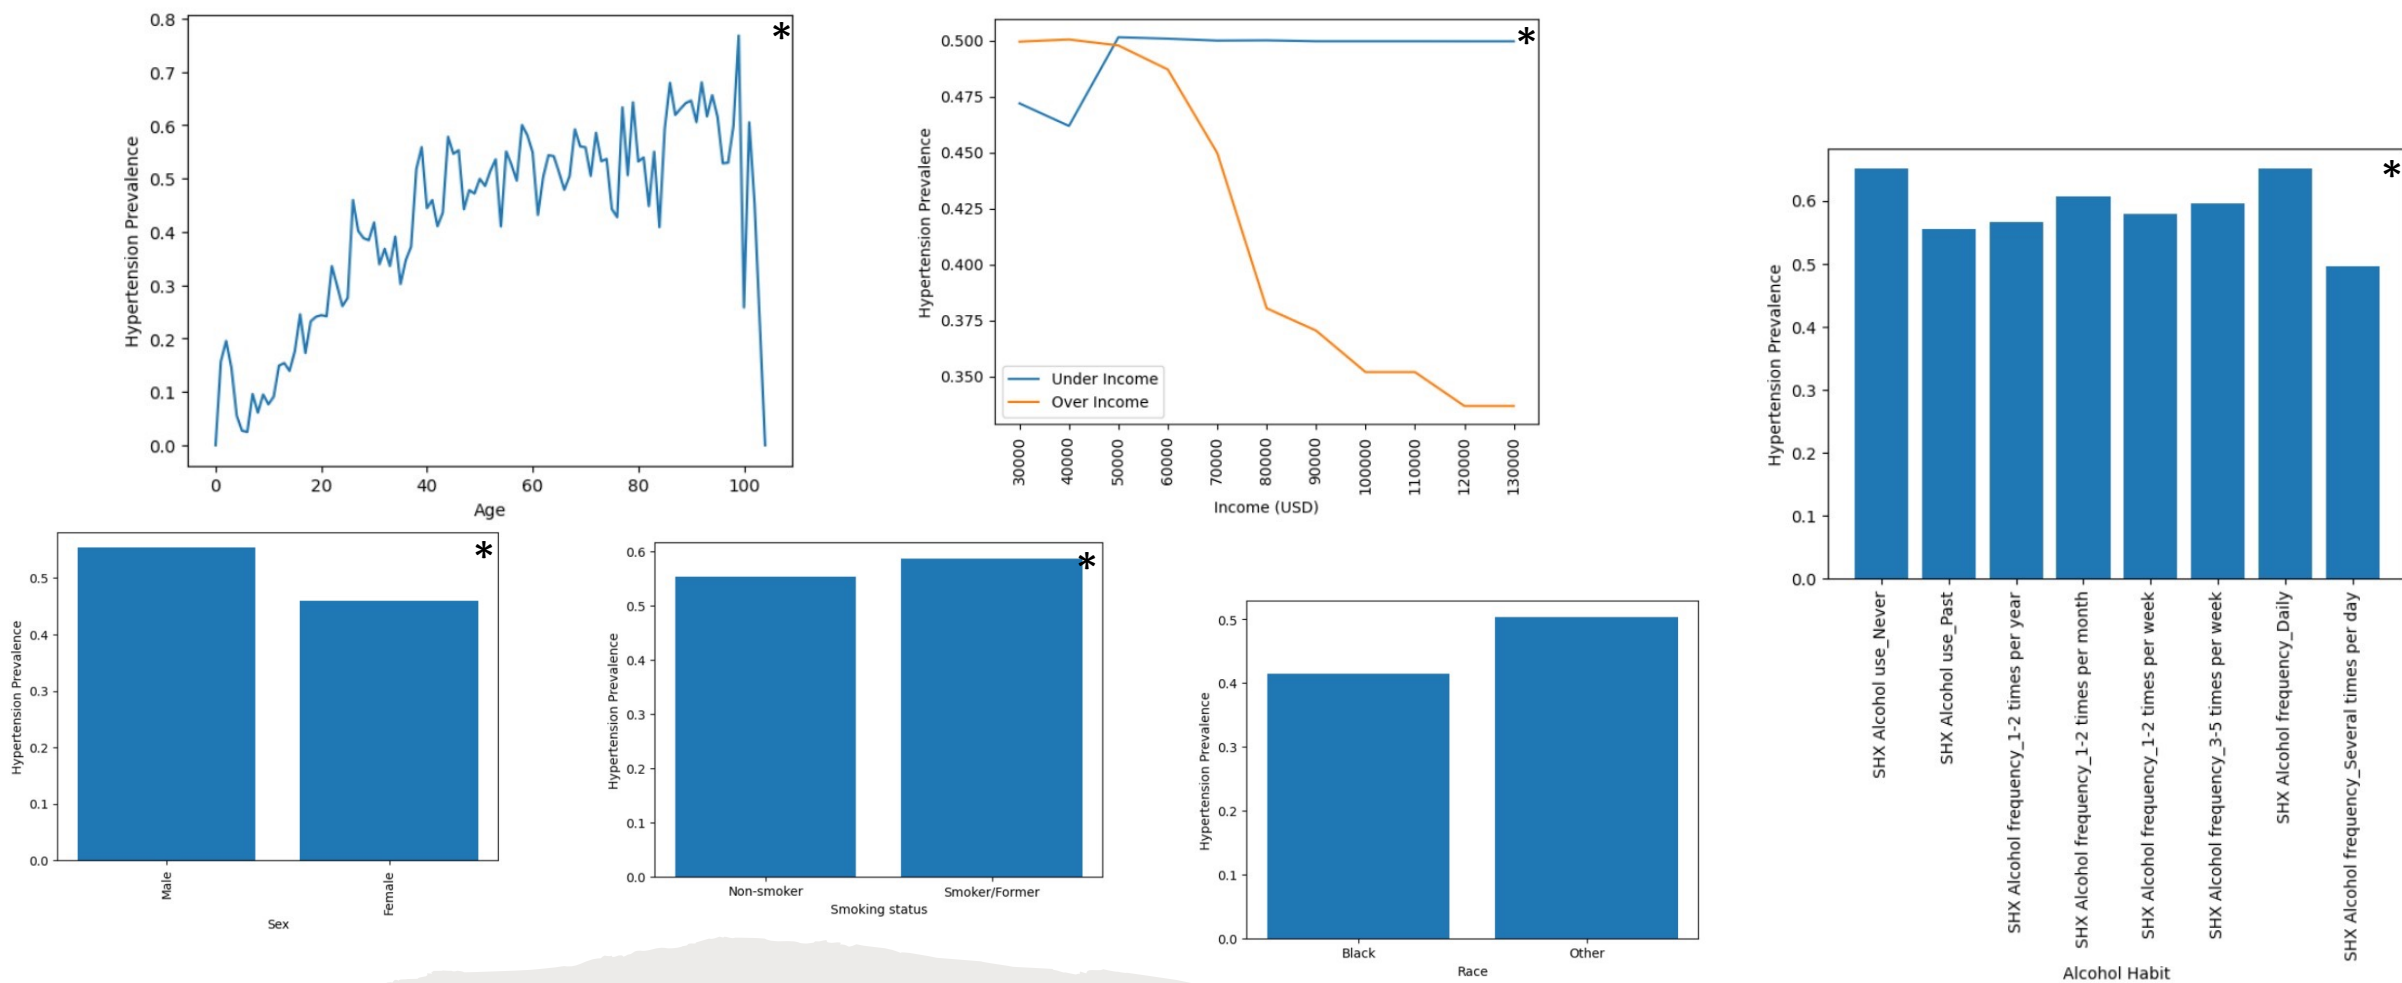 0.8
0.7
0.6
0.5
0.4
0.3
0.2
0.1
0.0
Hypertension Prevalence
0
20
40
60
80
100
Age
*
0.500
0.475
0.450
0.425
0.400
0.375
0.350
Hypertension Prevalence
Under Income
Over Income
30000
40000
50000
60000
70000
80000
90000
100000
110000
120000
130000
Income (USD)
*
0.6
0.5
0.4
0.3
0.2
0.1
0.0
Hypertension Prevalence
SHX Alcohol use_Never
SHX Alcohol use_Past
SHX Alcohol frequency_1-2 times per year
SHX Alcohol frequency_1-2 times per month
SHX Alcohol frequency_1-2 times per week
SHX Alcohol frequency_3-5 times per week
SHX Alcohol frequency_Daily
SHX Alcohol frequency_Several times per day
Alcohol Habit
*
0.5
0.4
0.3
0.2
0.1
0.0
Hypertension Prevalence
Male
Female
Sex
*
0.6
0.5
0.4
0.3
0.2
0.1
0.0
Hypertension Prevalence
Non-smoker
Smoker/Former
Smoking status
*
0.5
0.4
0.3
0.2
0.1
0.0
Hypertension Prevalence
Black
Other
Race